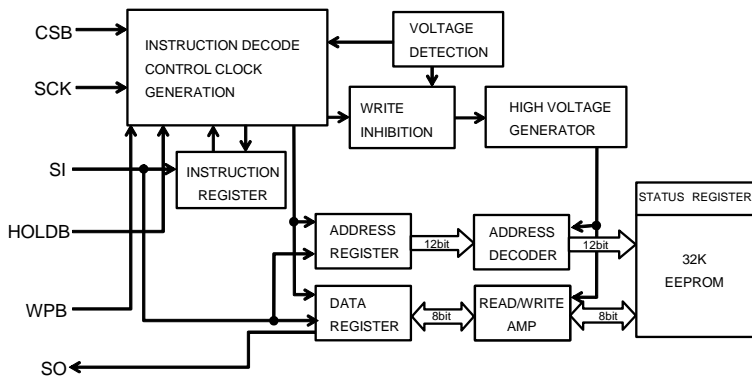 CSB
SCK
SI
HOLDB
WPB
SO
INSTRUCTION DECODE
CONTROL CLOCK
GENERATION
VOLTAGE
DETECTION
WRITE
INHIBITION
HIGH VOLTAGE
GENERATOR
INSTRUCTION
REGISTER
ADDRESS
REGISTER
12bit
ADDRESS
DECODER
12bit
DATA
REGISTER
8bit
READ/WRITE
AMP
8bit
STATUS REGISTER
32K
EEPROM